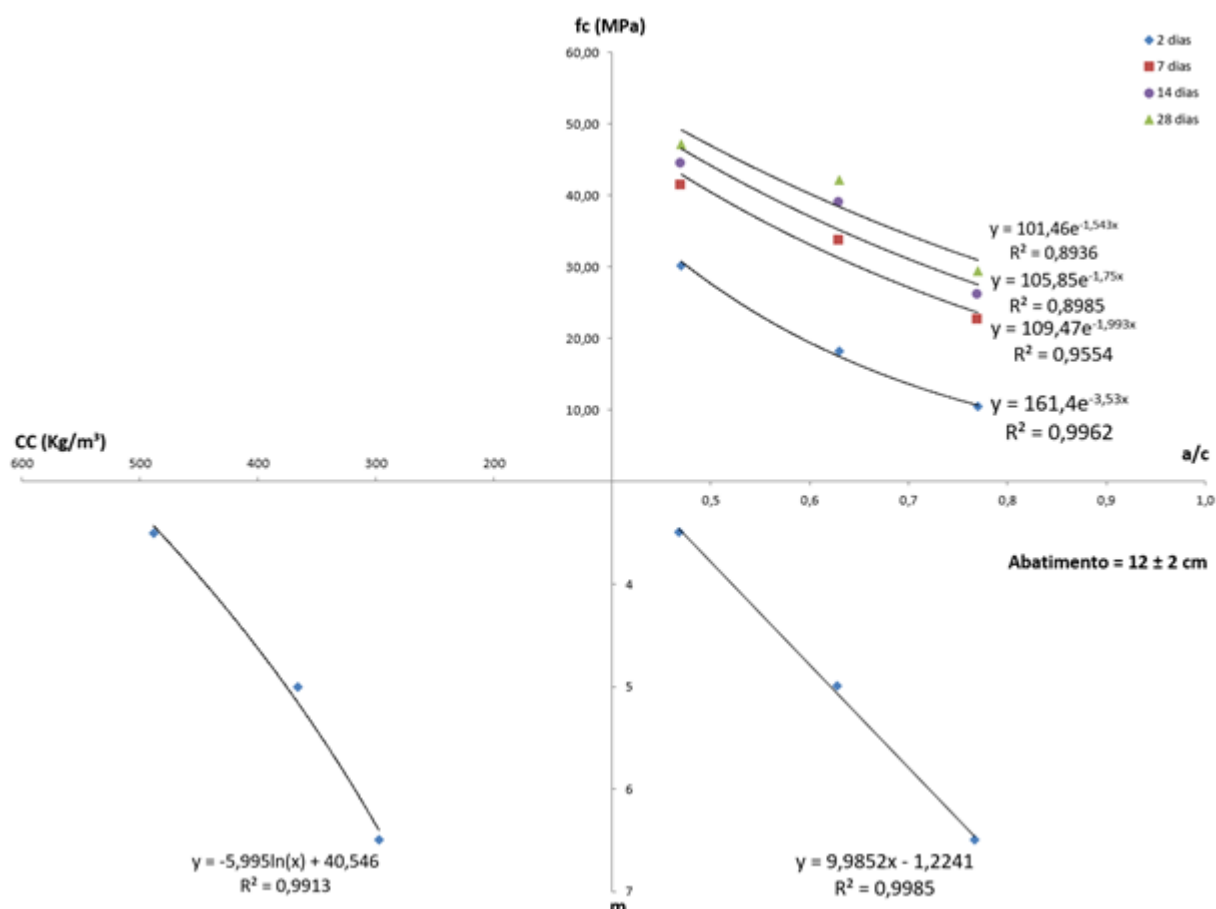 fc (MPa)
60,00
50,00
40,00
30,00
20,00
10,00
2 dias
7 dias
14 dias
28 dias
y = 101,46e^-1,543x
R² = 0,8936
y = 105,85e^-1,75x
R² = 0,8985
y = 109,47e^-1,993x
R² = 0,9554
y = 161,4e^-3,53x
R² = 0,9962
CC (Kg/m³)
a/c
600 500 400 300 200
0,5 0,6 0,7 0,8 0,9 1,0
Abatimento = 12 ± 2 cm
4
5
6
7
m
y = -5,995ln(x) + 40,546
R² = 0,9913
y = 9,9852x - 1,2241
R² = 0,9985